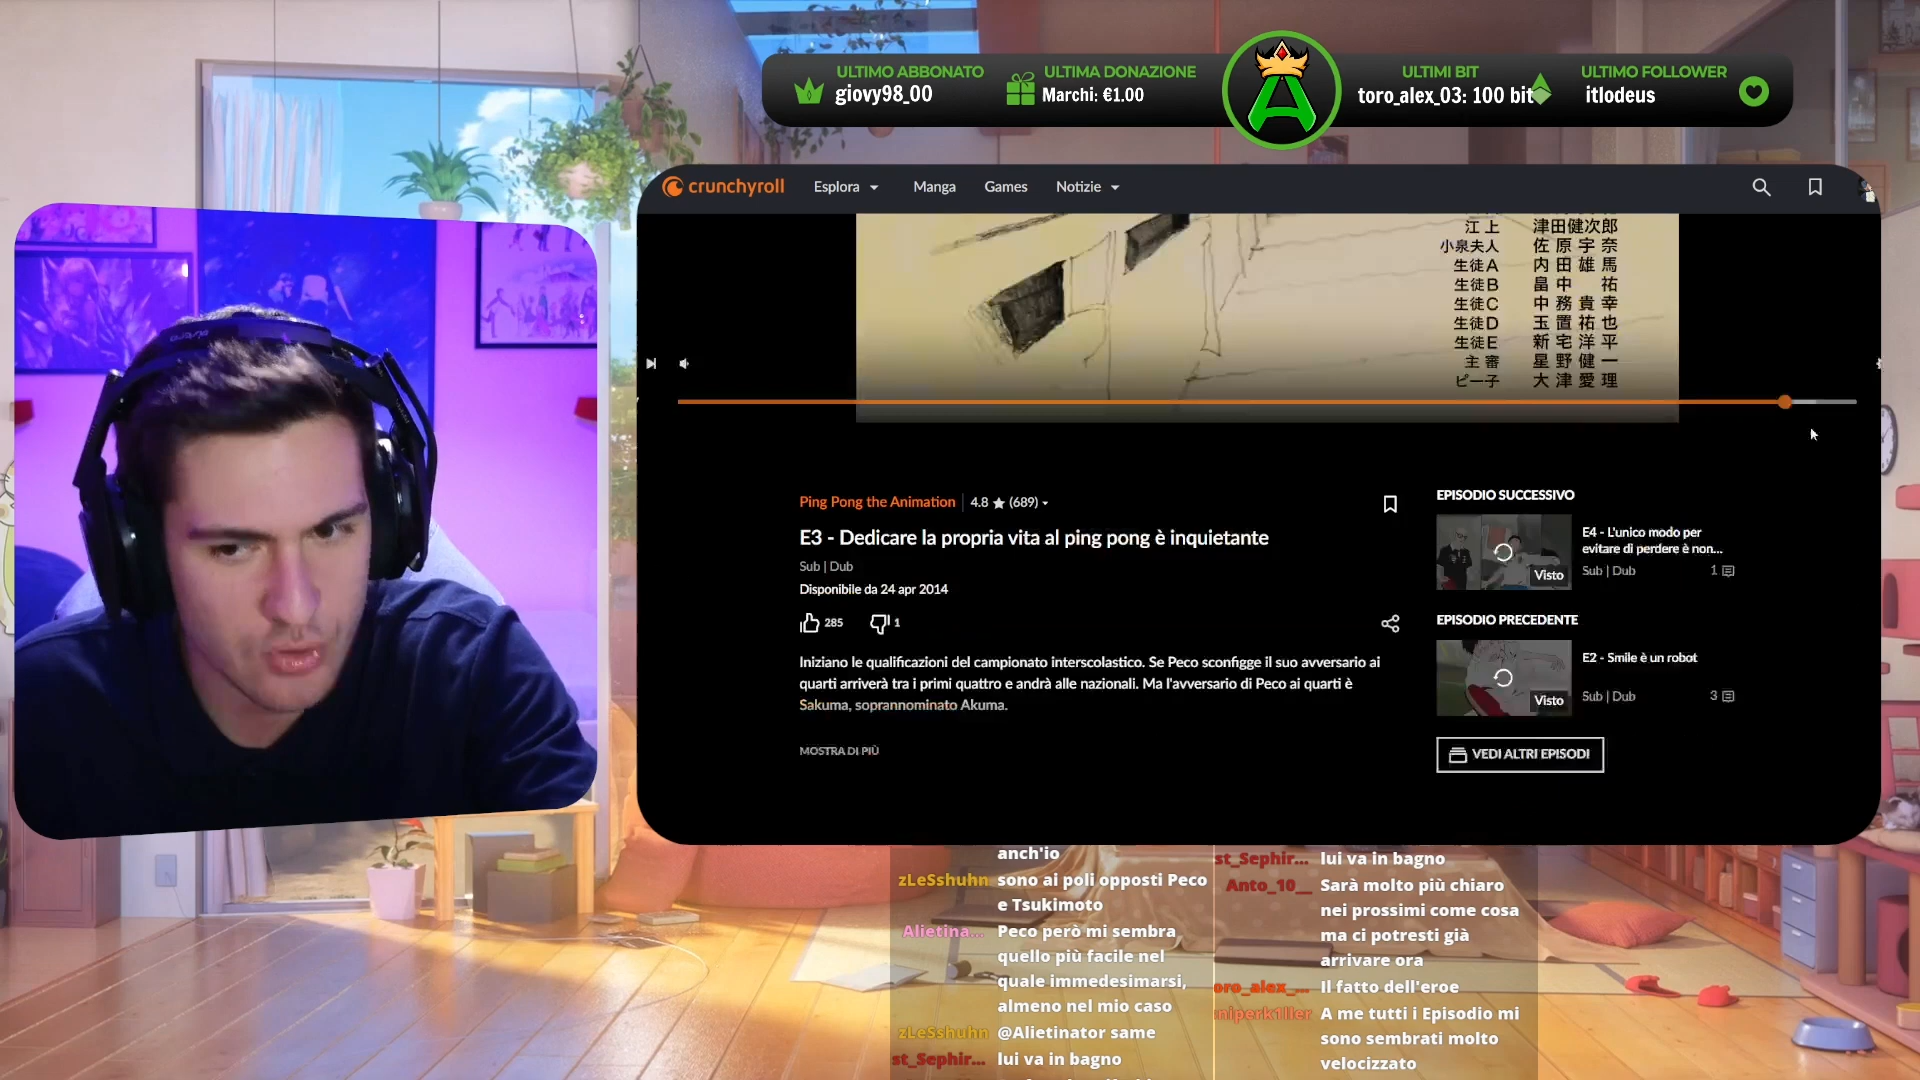 ULTIMO ABBONATO
giovy98_00
ULTIMA DONAZIONE
Marchi: €1.00
A
ULTIMI BIT
toro_alex_03: 100 bit
ULTIMO FOLLOWER
itlodeus
crunchyroll
Esplora
Manga
Games
Notizie
江上 津田健次郎
小泉夫人 佐原宇奈
生徒A 内田雄馬
生徒B 畠中 祐
生徒C 中務貴幸
生徒D 玉置祐也
生徒E 新宅洋平
主審 星野健一
ピー子 大津愛理
Ping Pong the Animation
4.8 ★ (689)
E3 - Dedicare la propria vita al ping pong è inquietante
Sub | Dub
Disponibile da 24 apr 2014
285
1
Iniziano le qualificazioni del campionato interscolastico. Se Peco sconfigge il suo avversario ai
quarti arriverà tra i primi quattro e andrà alle nazionali. Ma l'avversario di Peco ai quarti è
Sakuma, soprannominato Akuma.
MOSTRA DI PIÙ
EPISODIO SUCCESSIVO
Visto
E4 - L'unico modo per
evitare di perdere è non...
Sub | Dub
1
EPISODIO PRECEDENTE
Visto
E2 - Smile è un robot
Sub | Dub
3
VEDI ALTRI EPISODI
anch'io
zLeSshuhn sono ai poli opposti Peco
e Tsukimoto
Alietina... Peco però mi sembra
quello più facile nel
quale immedesimarsi,
almeno nel mio caso
zLeSshuhn @Alietinator same
st_Sephir... lui va in bagno
st_Sephir... lui va in bagno
Anto_10__ Sarà molto più chiaro
nei prossimi come cosa
ma ci potresti già
arrivare ora
oro_alex_... Il fatto dell'eroe
niperk1ller A me tutti i Episodio mi
sono sembrati molto
velocizzato